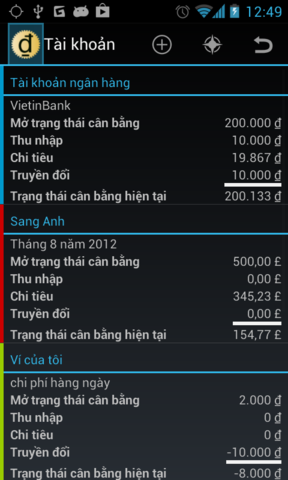 12:49
đ Tài khoản
Tài khoản ngân hàng
VietinBank
Mở trạng thái cân bằng 200.000 ₫
Thu nhập 10.000 ₫
Chi tiêu 19.867 ₫
Truyền đổi 10.000 ₫
Trạng thái cân bằng hiện tại 200.133 ₫
Sang Anh
Tháng 8 năm 2012
Mở trạng thái cân bằng 500,00 £
Thu nhập 0,00 £
Chi tiêu 345,23 £
Truyền đổi 0,00 £
Trạng thái cân bằng hiện tại 154,77 £
Ví của tôi
chi phí hàng ngày
Mở trạng thái cân bằng 2.000 ₫
Thu nhập 0 ₫
Chi tiêu 0 ₫
Truyền đổi -10.000 ₫
Trạng thái cân bằng hiện tại -8.000 ₫